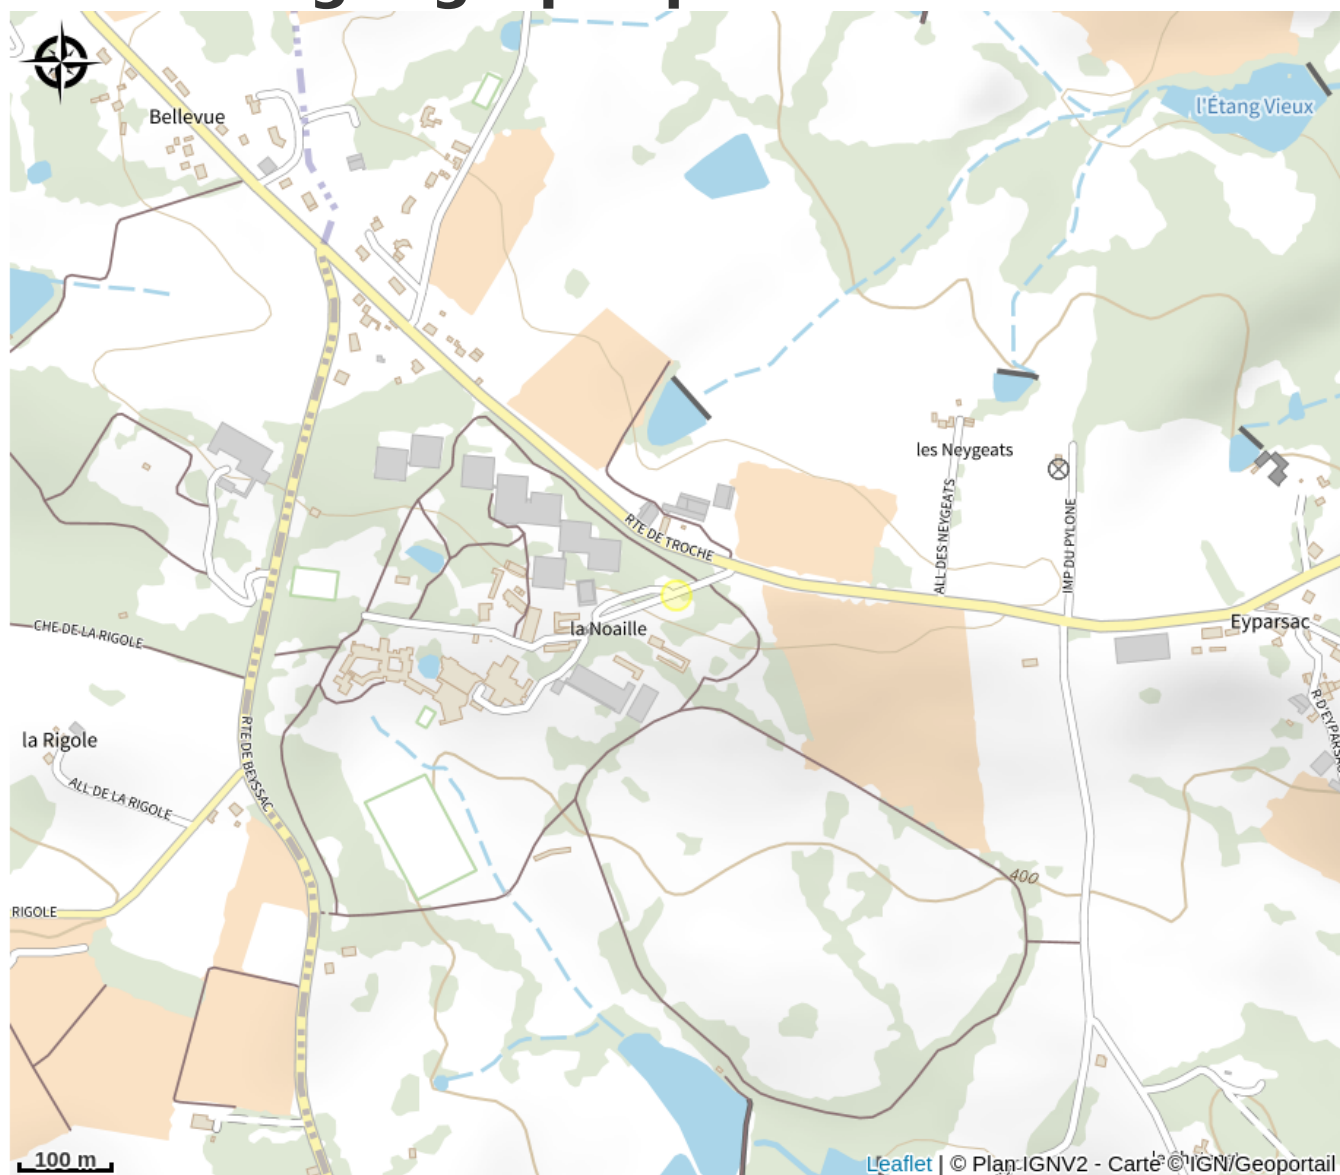 Bellevue
l'Étang Vieux
les Neygeats
ALL DES NEYGEATS
IMP DU PYLONE
RTE DE TROCHE
Eyparsac
la Noaille
CHE DE LA RIGOLE
la Rigole
ALL DE LA RIGOLE
RTE DE BEYSSAC
400
RIGOLE
100 m
Leaflet | © Plan IGNV2 - Carte © IGN/Geoportail